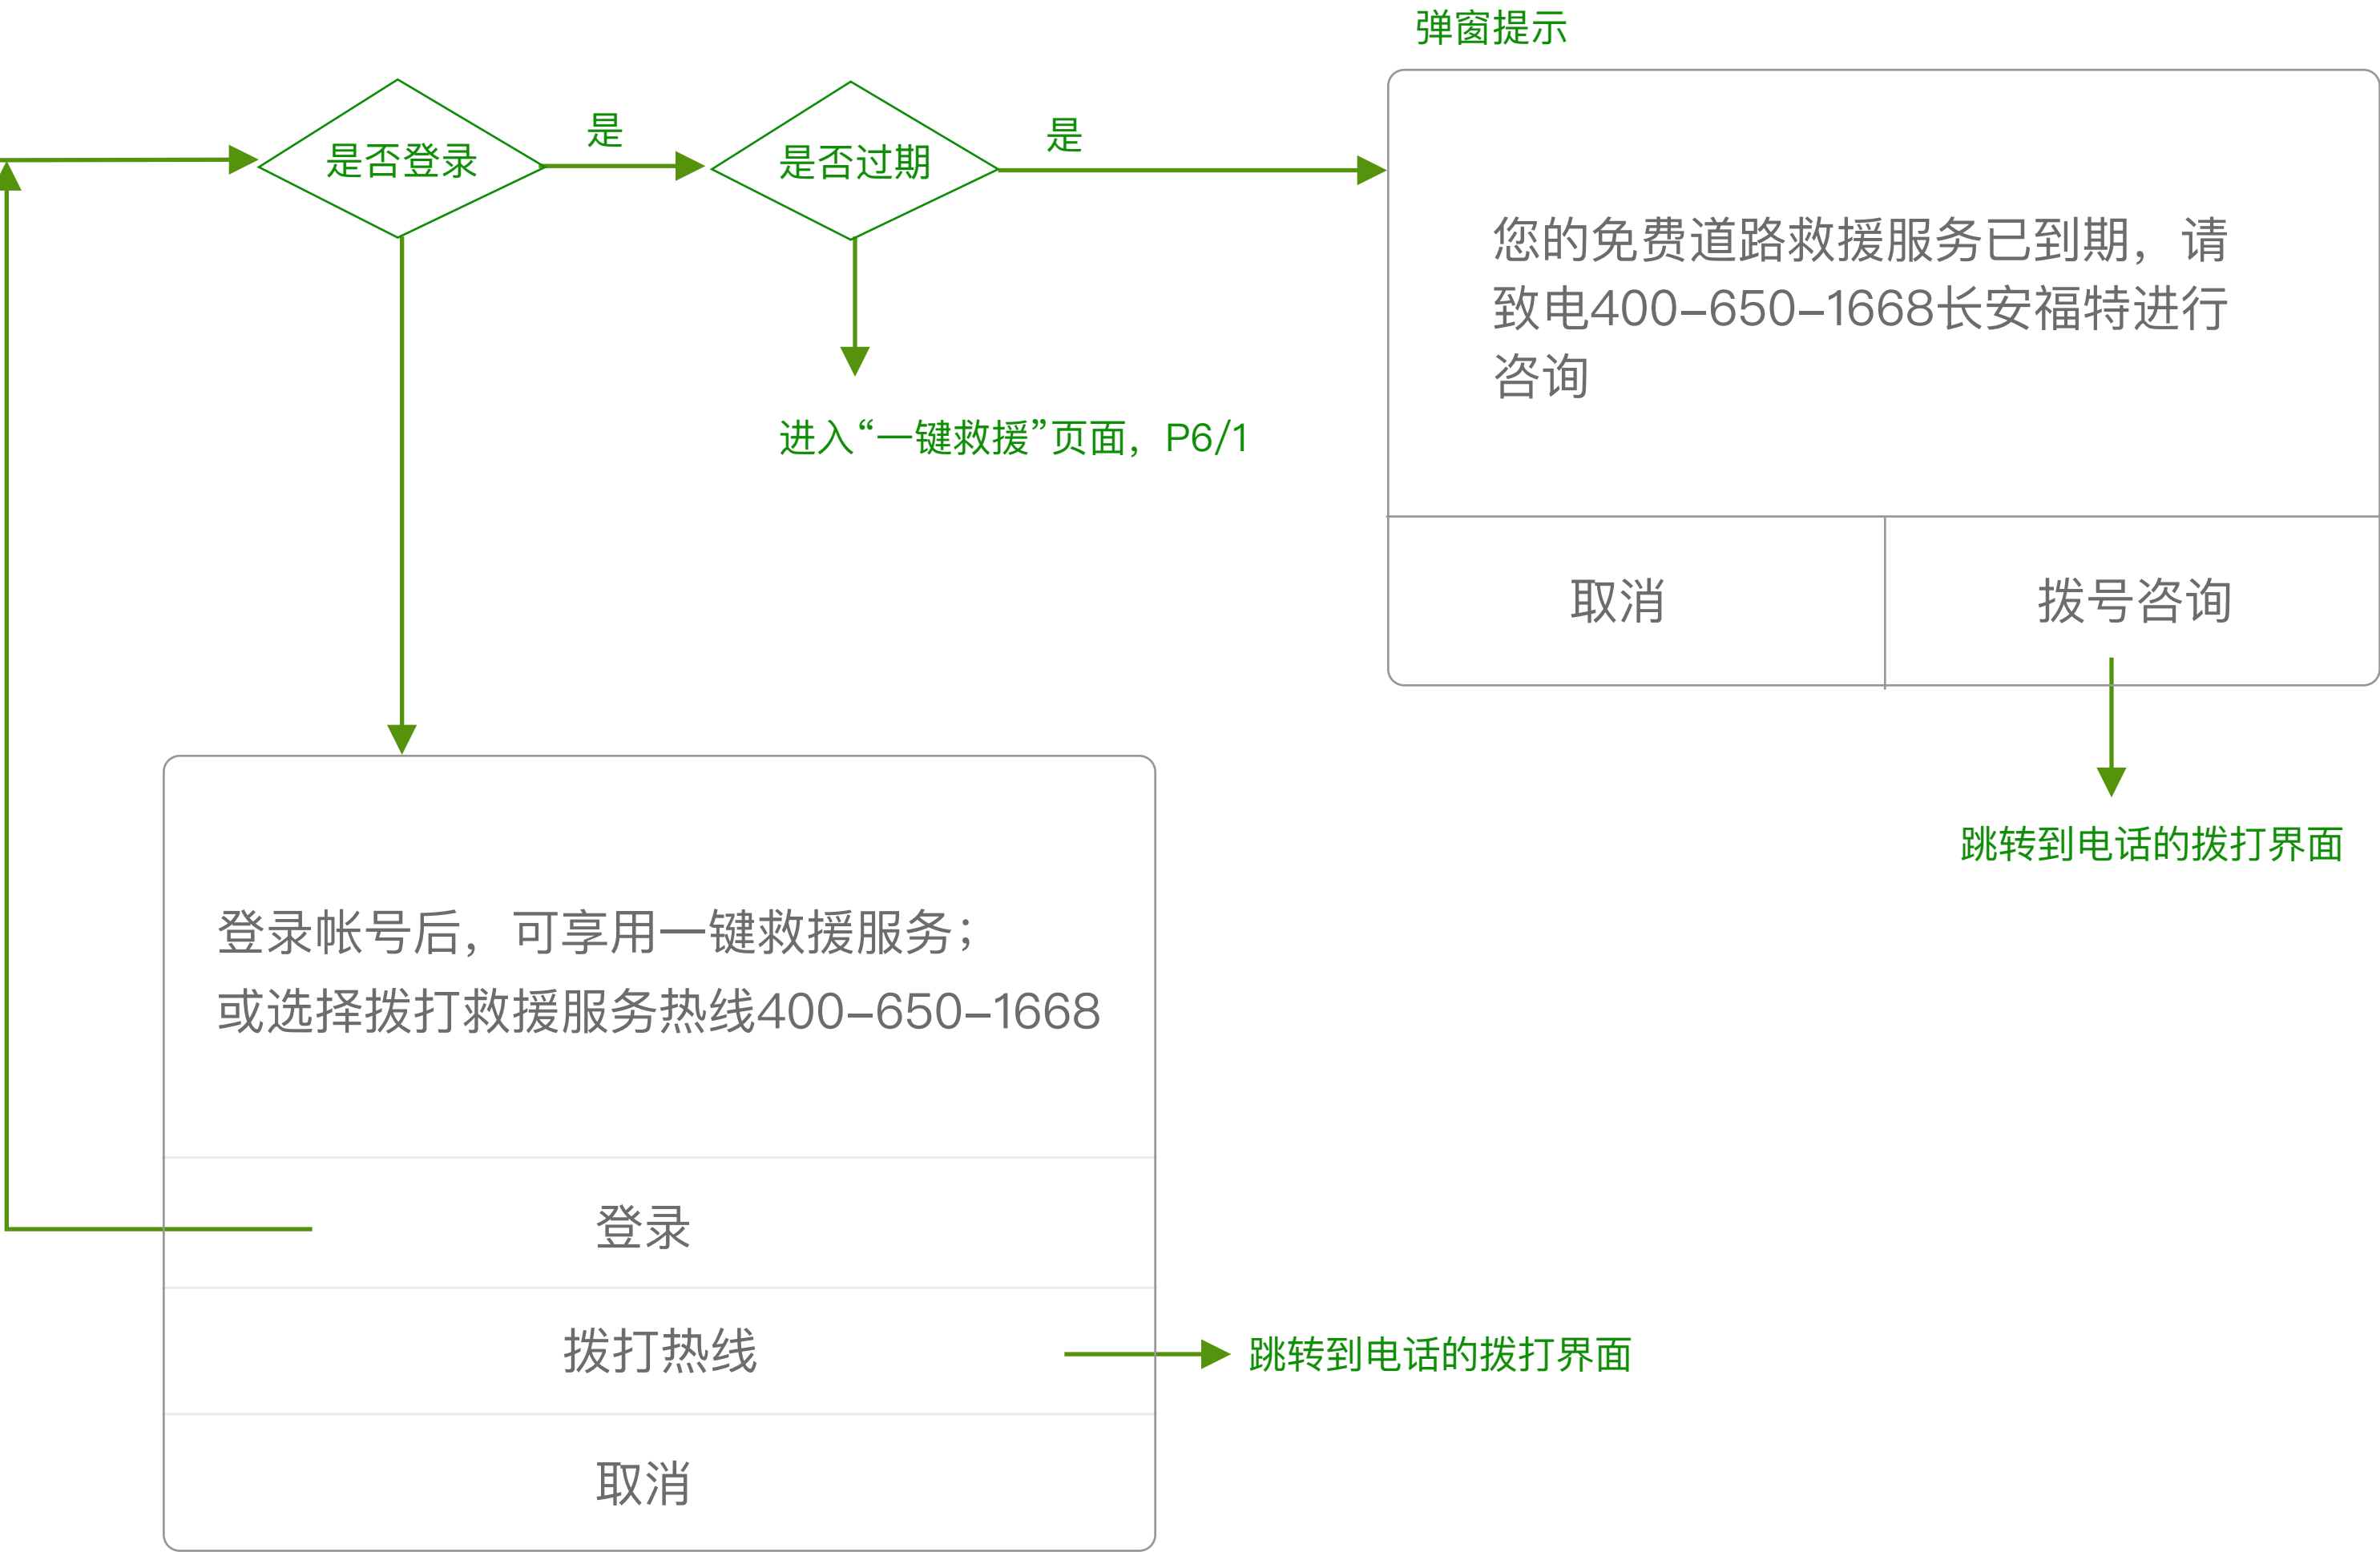 弹窗提示
是否登录
是
是否过期
是
您的免费道路救援服务已到期，请
致电400-650-1668长安福特进行
咨询
进入“一键救援”页面，P6/1
取消
拨号咨询
跳转到电话的拨打界面
登录帐号后，可享用一键救援服务；
或选择拨打救援服务热线400-650-1668
登录
拨打热线
跳转到电话的拨打界面
取消